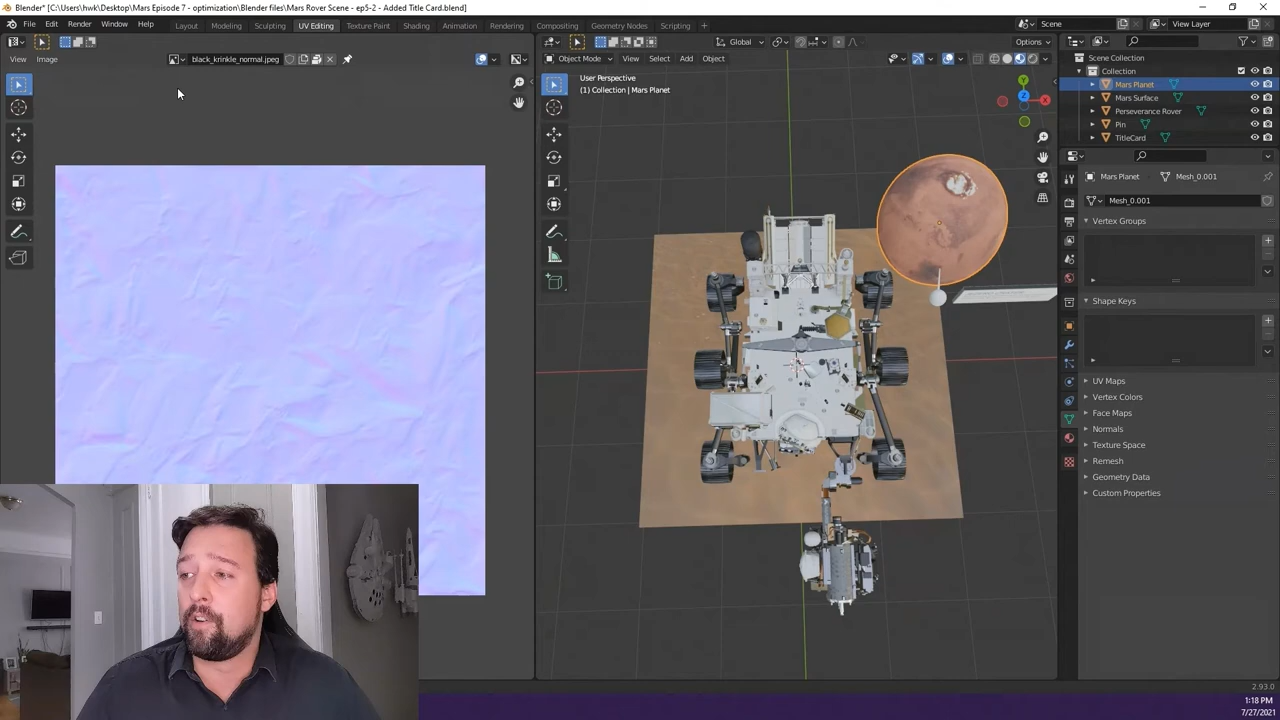 Blender* [C:\Users\hwk\Desktop\Mars Episode 7 - optimization\Blender files\Mars Rover Scene - ep5-2 - Added Title Card.blend]
File Edit Render Window Help Layout Modeling Sculpting UV Editing Texture Paint Shading Animation Rendering Compositing Geometry Nodes Scripting + Scene View Layer
Global Options
View Image black_krinkle_normal.jpeg Object Mode View Select Add Object
User Perspective
(1) Collection | Mars Planet
Scene Collection
Collection
Mars Planet
Mars Surface
Perseverance Rover
Pin
TitleCard
Mars Planet Mesh_0.001
Mesh_0.001
Vertex Groups
Shape Keys
UV Maps
Vertex Colors
Face Maps
Normals
Texture Space
Remesh
Geometry Data
Custom Properties
Y
Z
X
2.93.0
1:18 PM
7/27/2021